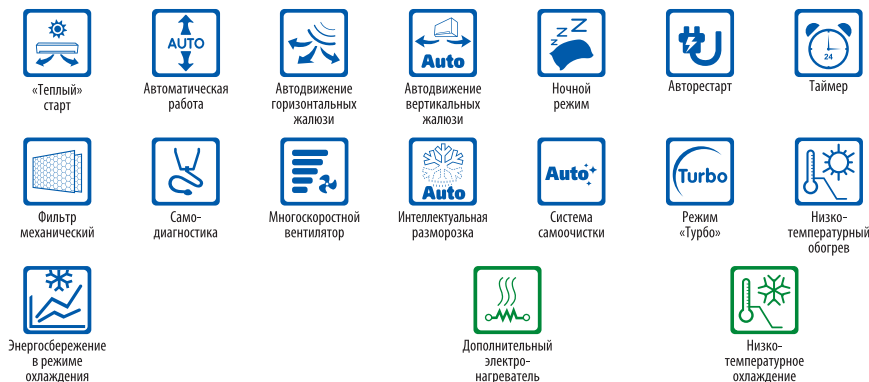 AUTO
Auto
zzz
24
«Теплый»
старт
Автоматическая
работа
Автодвижение
горизонтальных
жалюзи
Автодвижение
вертикальных
жалюзи
Ночной
режим
Авторестарт
Таймер
Auto
Auto
Turbo
Фильтр
механический
Само-
диагностика
Многоскоростной
вентилятор
Интеллектуальная
разморозка
Система
самоочистки
Режим
«Турбо»
Низко-
температурный
обогрев
Энергосбережение
в режиме
охлаждения
Дополнительный
электро-
нагреватель
Низко-
температурное
охлаждение